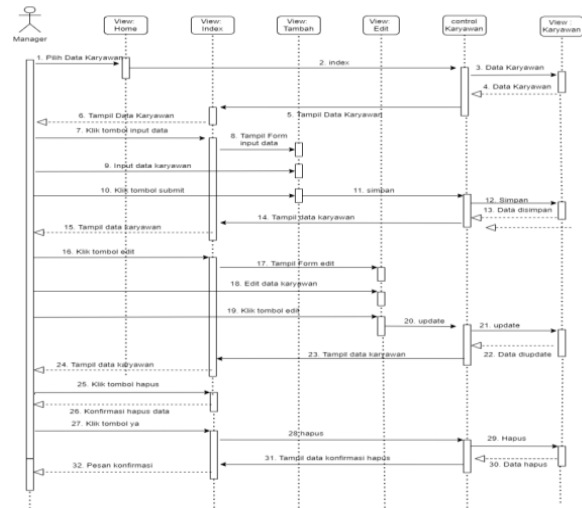 View:
Home
View:
Index
View:
Tambah
View:
Edit
control
Karyawan
View :
Karyawan
Manager
1. Pilih Data Karyawan
2. index
3. Data Karyawan
4. Data Karyawan
5. Tampil Data Karyawan
6. Tampil Data Karyawan
7. Klik tombol input data
8. Tampil Form
input data
9. Input data karyawan
10. Klik tombol submit
11. simpan
12. Simpan
13. Data disimpan
14. Tampil data karyawan
15. Tampil data karyawan
16. Klik tombol edit
17. Tampil Form edit
18. Edit data karyawan
19. Klik tombol edit
20. update
21. update
22. Data diupdate
23. Tampil data karyawan
24. Tampil data karyawan
25. Klik tombol hapus
26. Konfirmasi hapus data
27. Klik tombol ya
28.hapus
29. Hapus
30. Data hapus
31. Tampil data konfirmasi hapus
32. Pesan konfirmasi